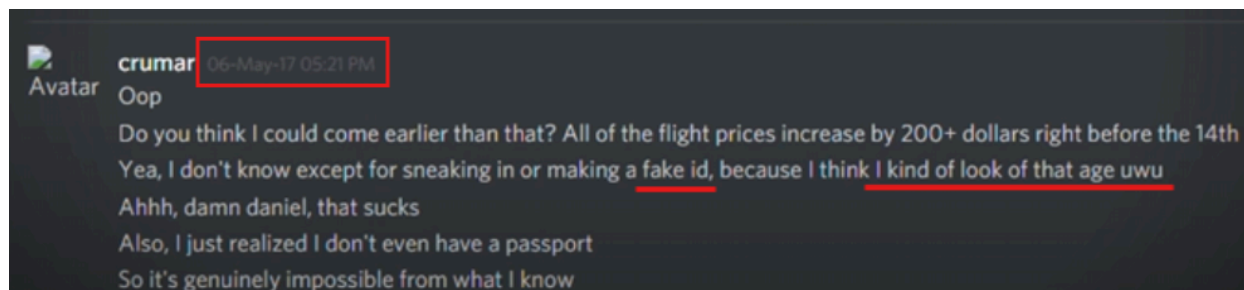 crumar 06-May-17 05:21 PM
Avatar
Oop
Do you think I could come earlier than that? All of the flight prices increase by 200+ dollars right before the 14th
Yea, I don't know except for sneaking in or making a fake id, because I think I kind of look of that age uwu
Ahhh, damn daniel, that sucks
Also, I just realized I don't even have a passport
So it's genuinely impossible from what I know